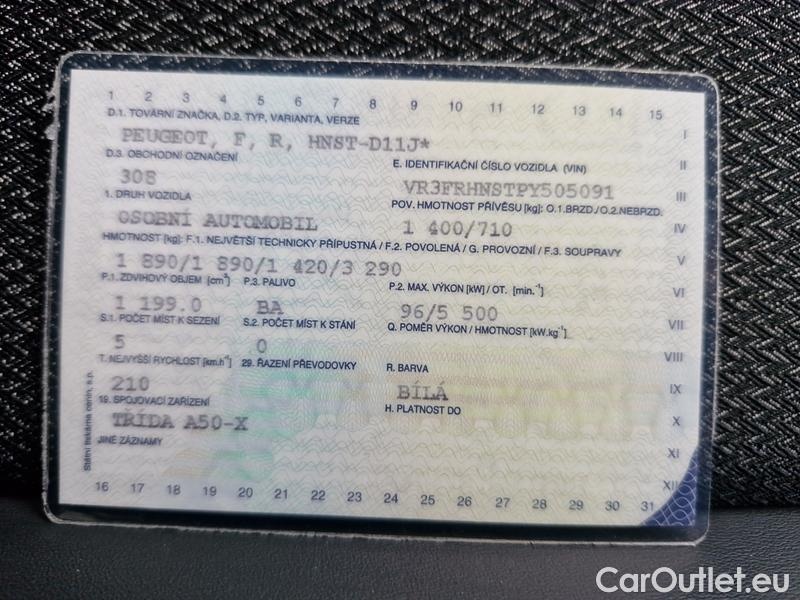 1 2 3 4 5 6 7 8 9 10 11 12 13 14 15
D.1. TOVÁRNÍ ZNAČKA, D.2. TYP, VARIANTA, VERZE I
PEUGEOT, F, R, HNST-D11J*
D.3. OBCHODNÍ OZNAČENÍ E. IDENTIFIKAČNÍ ČÍSLO VOZIDLA (VIN) II
308 VR3FRHNSTPY505091
1. DRUH VOZIDLA POV. HMOTNOST PŘÍVĚSU [kg]: O.1.BRZD./O.2.NEBRZD. III
OSOBNÍ AUTOMOBIL 1 400/710 IV
HMOTNOST [kg]: F.1. NEJVĚTŠÍ TECHNICKY PŘÍPUSTNÁ / F.2. POVOLENÁ / G. PROVOZNÍ / F.3. SOUPRAVY
1 890/1 890/1 420/3 290 V
P.1. ZDVIHOVÝ OBJEM [cm³] P.3. PALIVO P.2. MAX. VÝKON [kW] / OT. [min.⁻¹] VI
1 199.0 BA 96/5 500
S.1. POČET MÍST K SEZENÍ S.2. POČET MÍST K STÁNÍ Q. POMĚR VÝKON / HMOTNOST [kW.kg⁻¹] VII
5 0
T. NEJVYŠŠÍ RYCHLOST [km.h⁻¹] 29. ŘAZENÍ PŘEVODOVKY R. BARVA VIII
210 BÍLÁ IX
19. SPOJOVACÍ ZAŘÍZENÍ H. PLATNOST DO
TŘÍDA A50-X X
JINÉ ZÁZNAMY XI
XII
16 17 18 19 20 21 22 23 24 25 26 27 28 29 30 31
Státní tiskárna cenin, s.p.
CarOutlet.eu